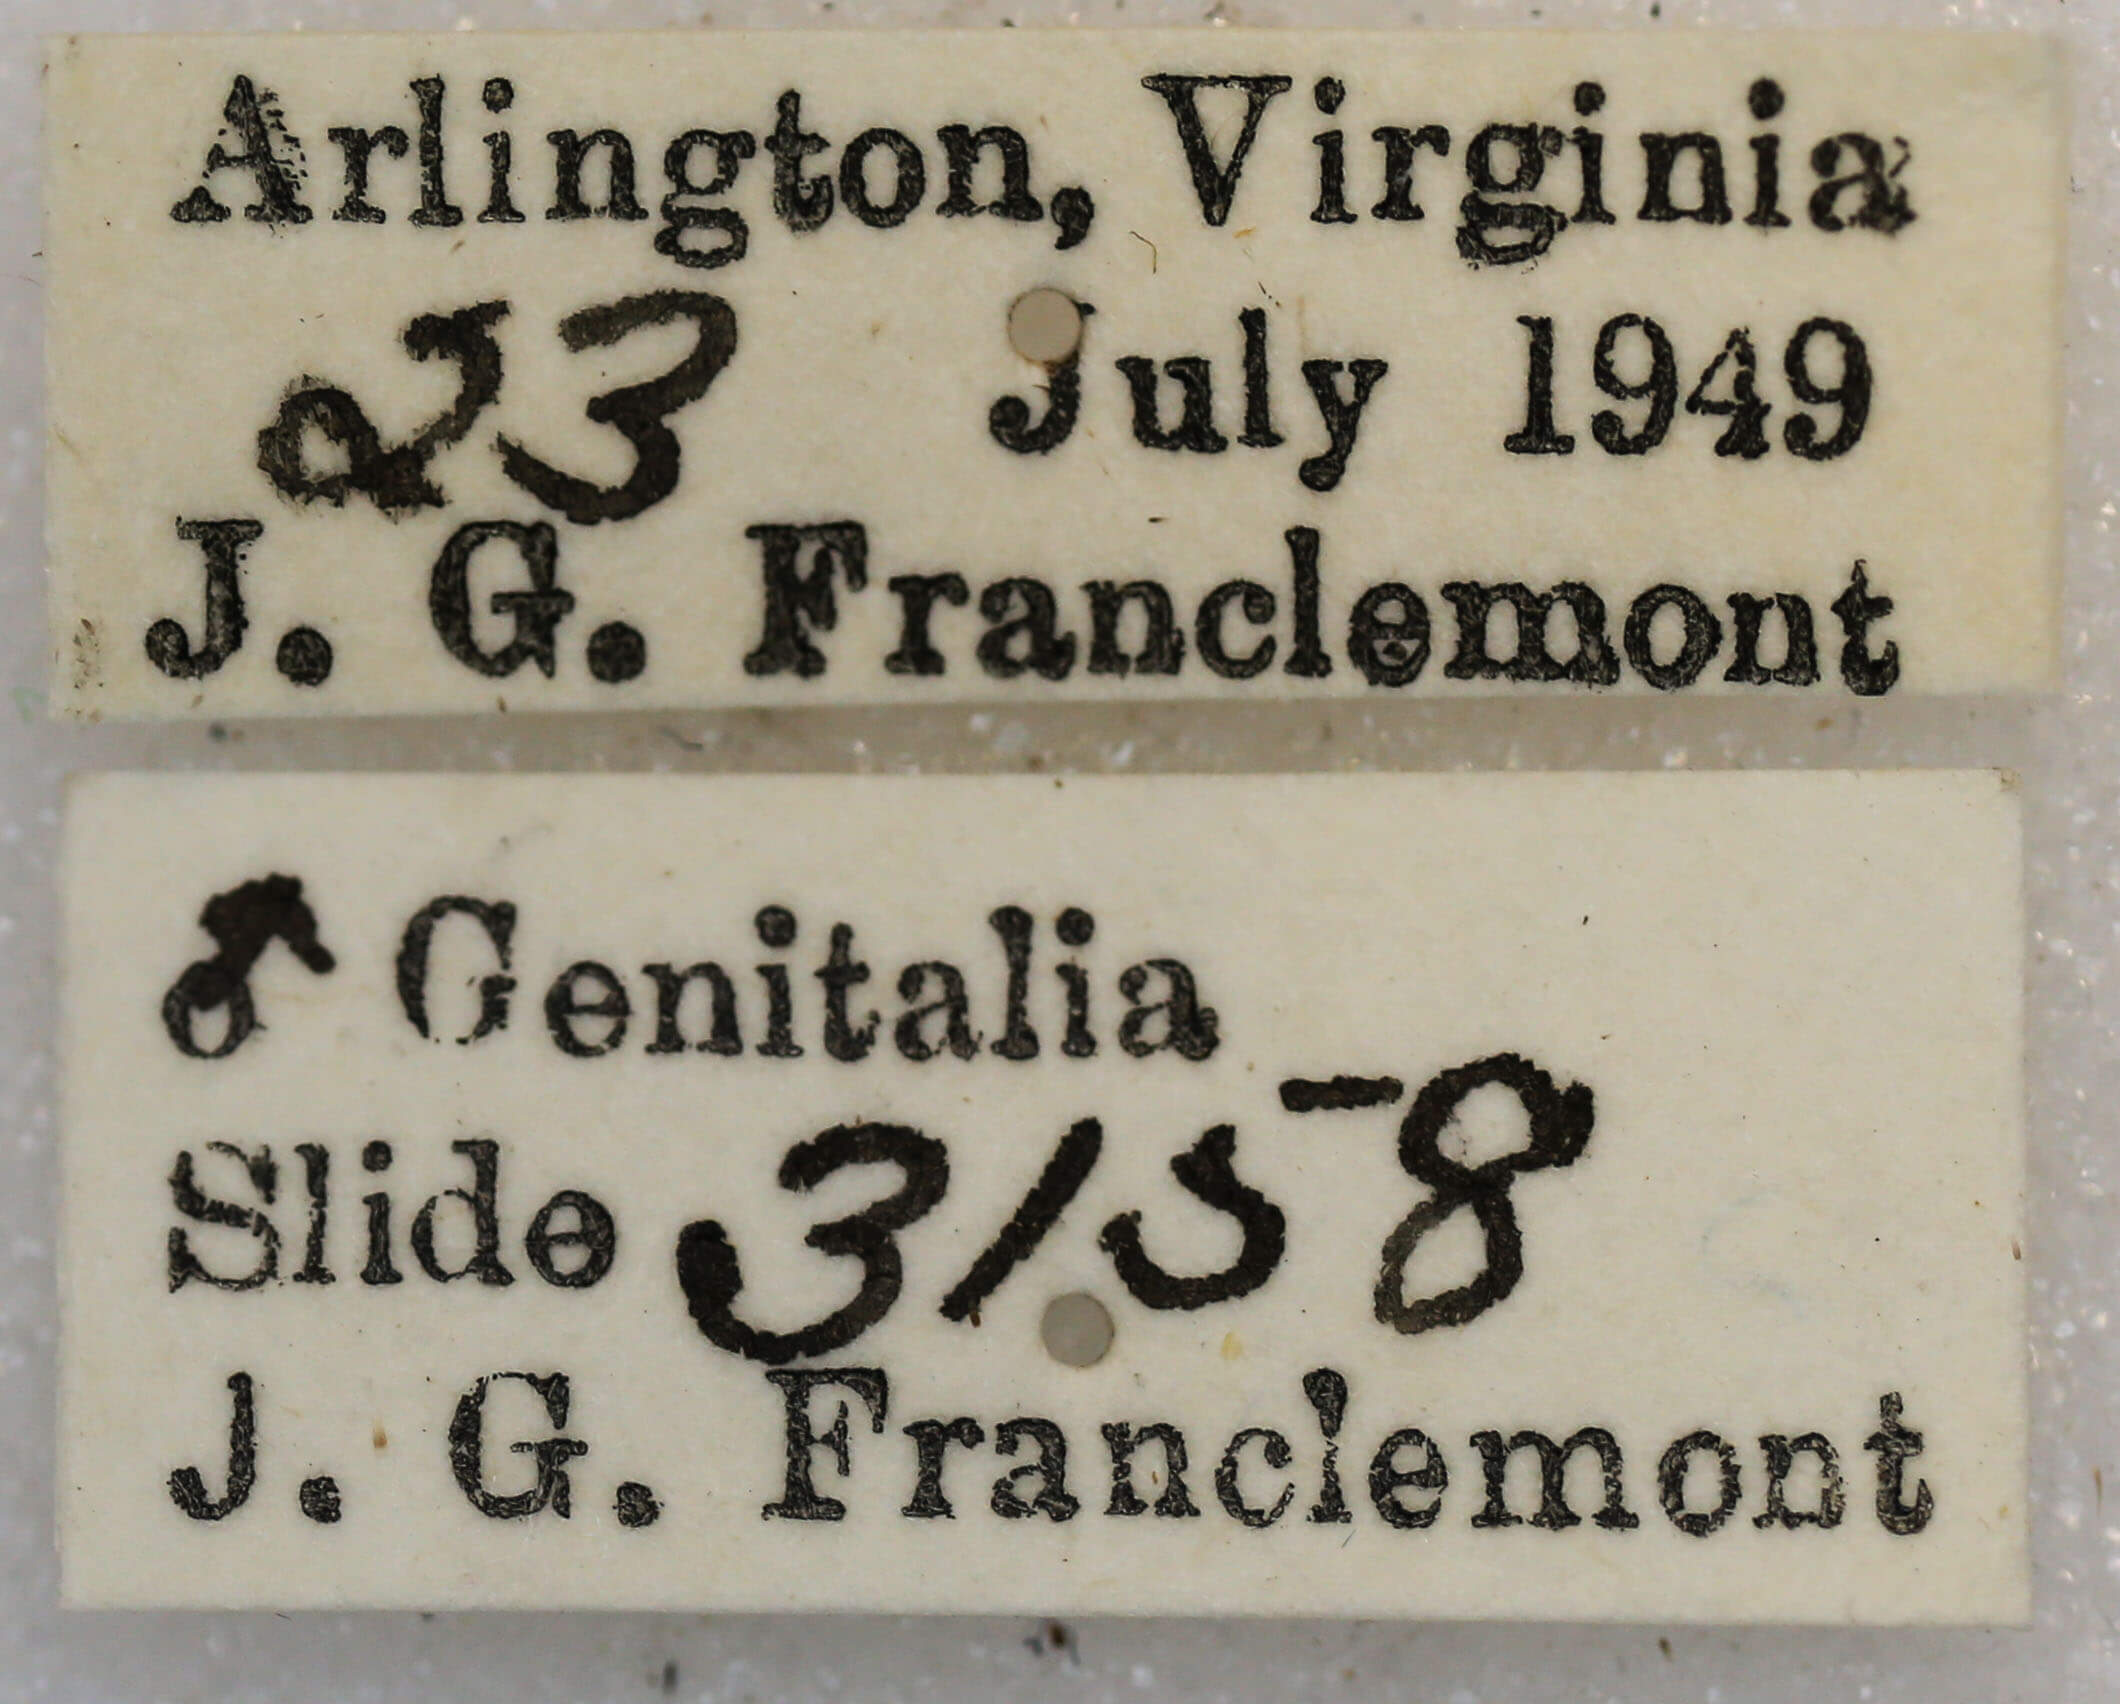 Arlington, Virginia
23 July 1949
J. G. Franclemont
♂ Genitalia
Slide 3158
J. G. Franclemont